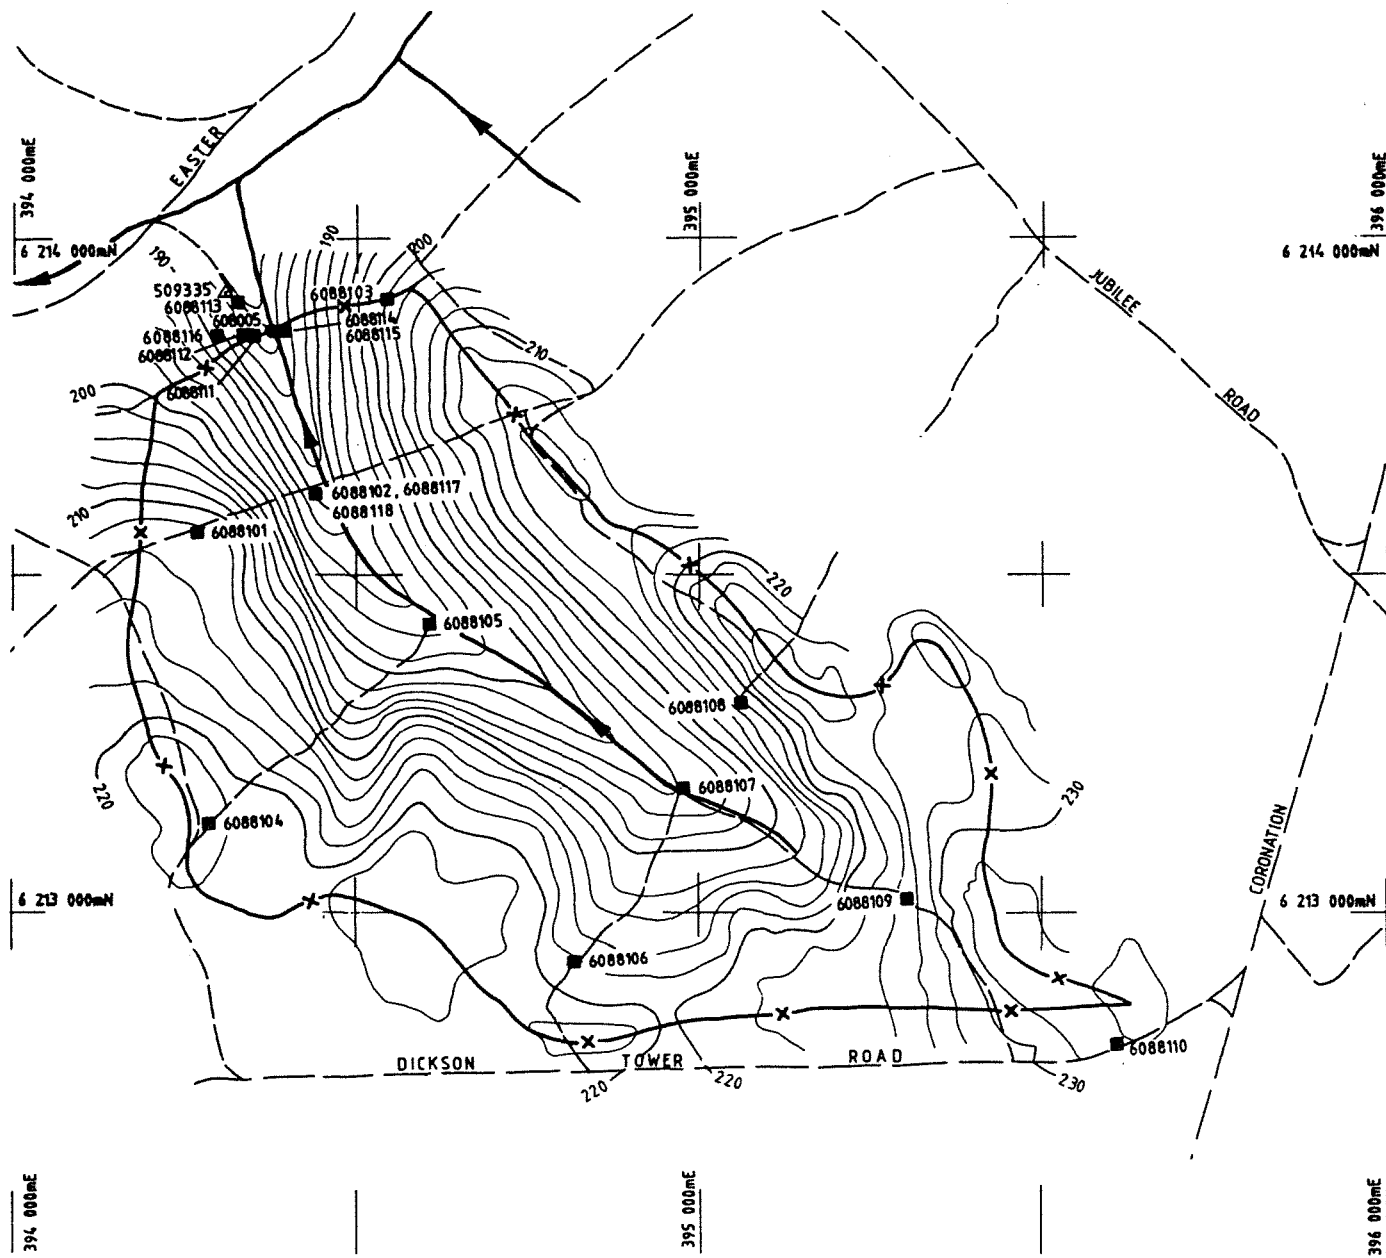 EASTER
394 000mE
395 000mE
396 000mE
6 214 000mN
6 214 000mN
190
190
200
JUBILEE
509335
6088113
6088103
608005
6088114
6088116
6088115
6088112
210
6088111
200
ROAD
6088102, 6088117
6088118
210
6088101
220
6088105
6088108
220
6088107
230
6088104
CORONATION
6 213 000mN
6088109
6 213 000mN
6088106
6088110
DICKSON TOWER ROAD
220
220
230
394 000mE
395 000mE
396 000mE